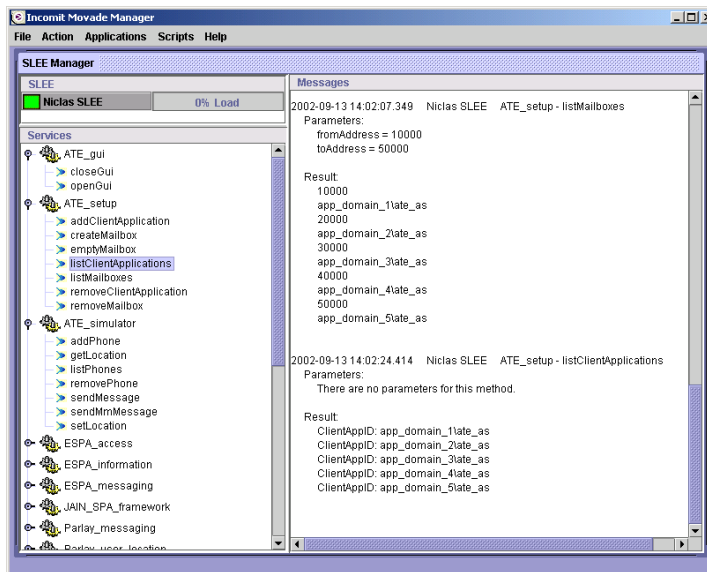 Incomit Movade Manager
File Action Applications Scripts Help
SLEE Manager
SLEE
Niclas SLEE 0% Load
Services
ATE_gui
closeGui
openGui
ATE_setup
addClientApplication
createMailbox
emptyMailbox
listClientApplications
listMailboxes
removeClientApplication
removeMailbox
ATE_simulator
addPhone
getLocation
listPhones
removePhone
sendMessage
sendMmMessage
setLocation
ESPA_access
ESPA_information
ESPA_messaging
JAIN_SPA_framework
Parlay_messaging
Parlay_user_location
Messages
2002-09-13 14:02:07.349 Niclas SLEE ATE_setup - listMailboxes
Parameters:
fromAddress = 10000
toAddress = 50000
Result:
10000
app_domain_1\ate_as
20000
app_domain_2\ate_as
30000
app_domain_3\ate_as
40000
app_domain_4\ate_as
50000
app_domain_5\ate_as
2002-09-13 14:02:24.414 Niclas SLEE ATE_setup - listClientApplications
Parameters:
There are no parameters for this method.
Result:
ClientAppID: app_domain_1\ate_as
ClientAppID: app_domain_2\ate_as
ClientAppID: app_domain_3\ate_as
ClientAppID: app_domain_4\ate_as
ClientAppID: app_domain_5\ate_as